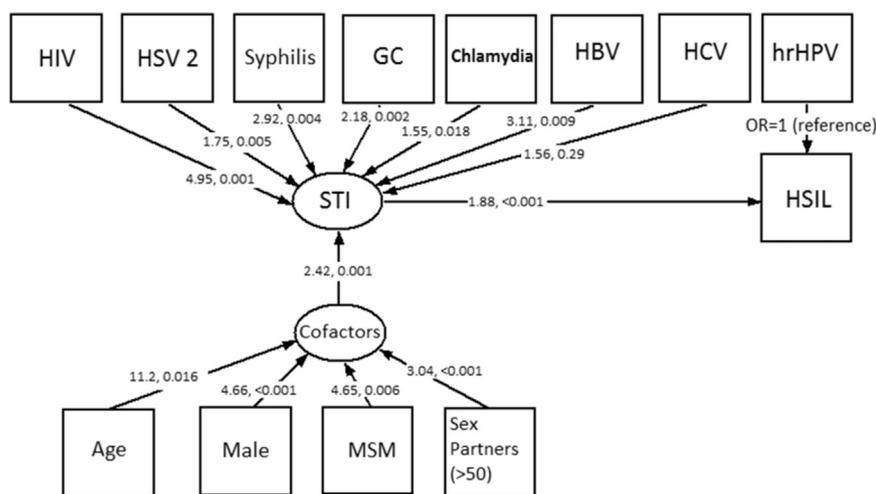 HIV
HSV 2
Syphilis
GC
Chlamydia
HBV
HCV
hrHPV
2.92, 0.004
2.18, 0.002
1.55, 0.018
3.11, 0.009
OR=1 (reference)
1.75, 0.005
1.56, 0.29
4.95, 0.001
STI
1.88, <0.001
HSIL
2.42, 0.001
Cofactors
11.2, 0.016
4.66, <0.001
4.65, 0.006
3.04, <0.001
Age
Male
MSM
Sex
Partners
(>50)